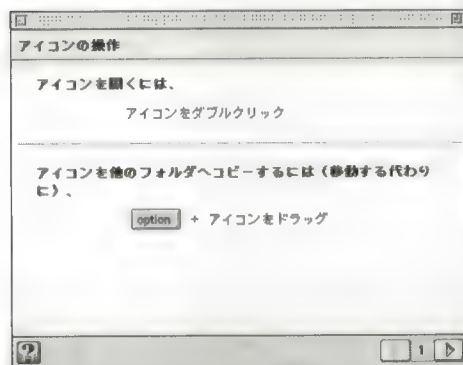 アイコンの操作
アイコンを開くには、
アイコンをダブルクリック
アイコンを他のフォルダへコピーするには（移動する代わり
に）、
option + アイコンをドラッグ
? 1